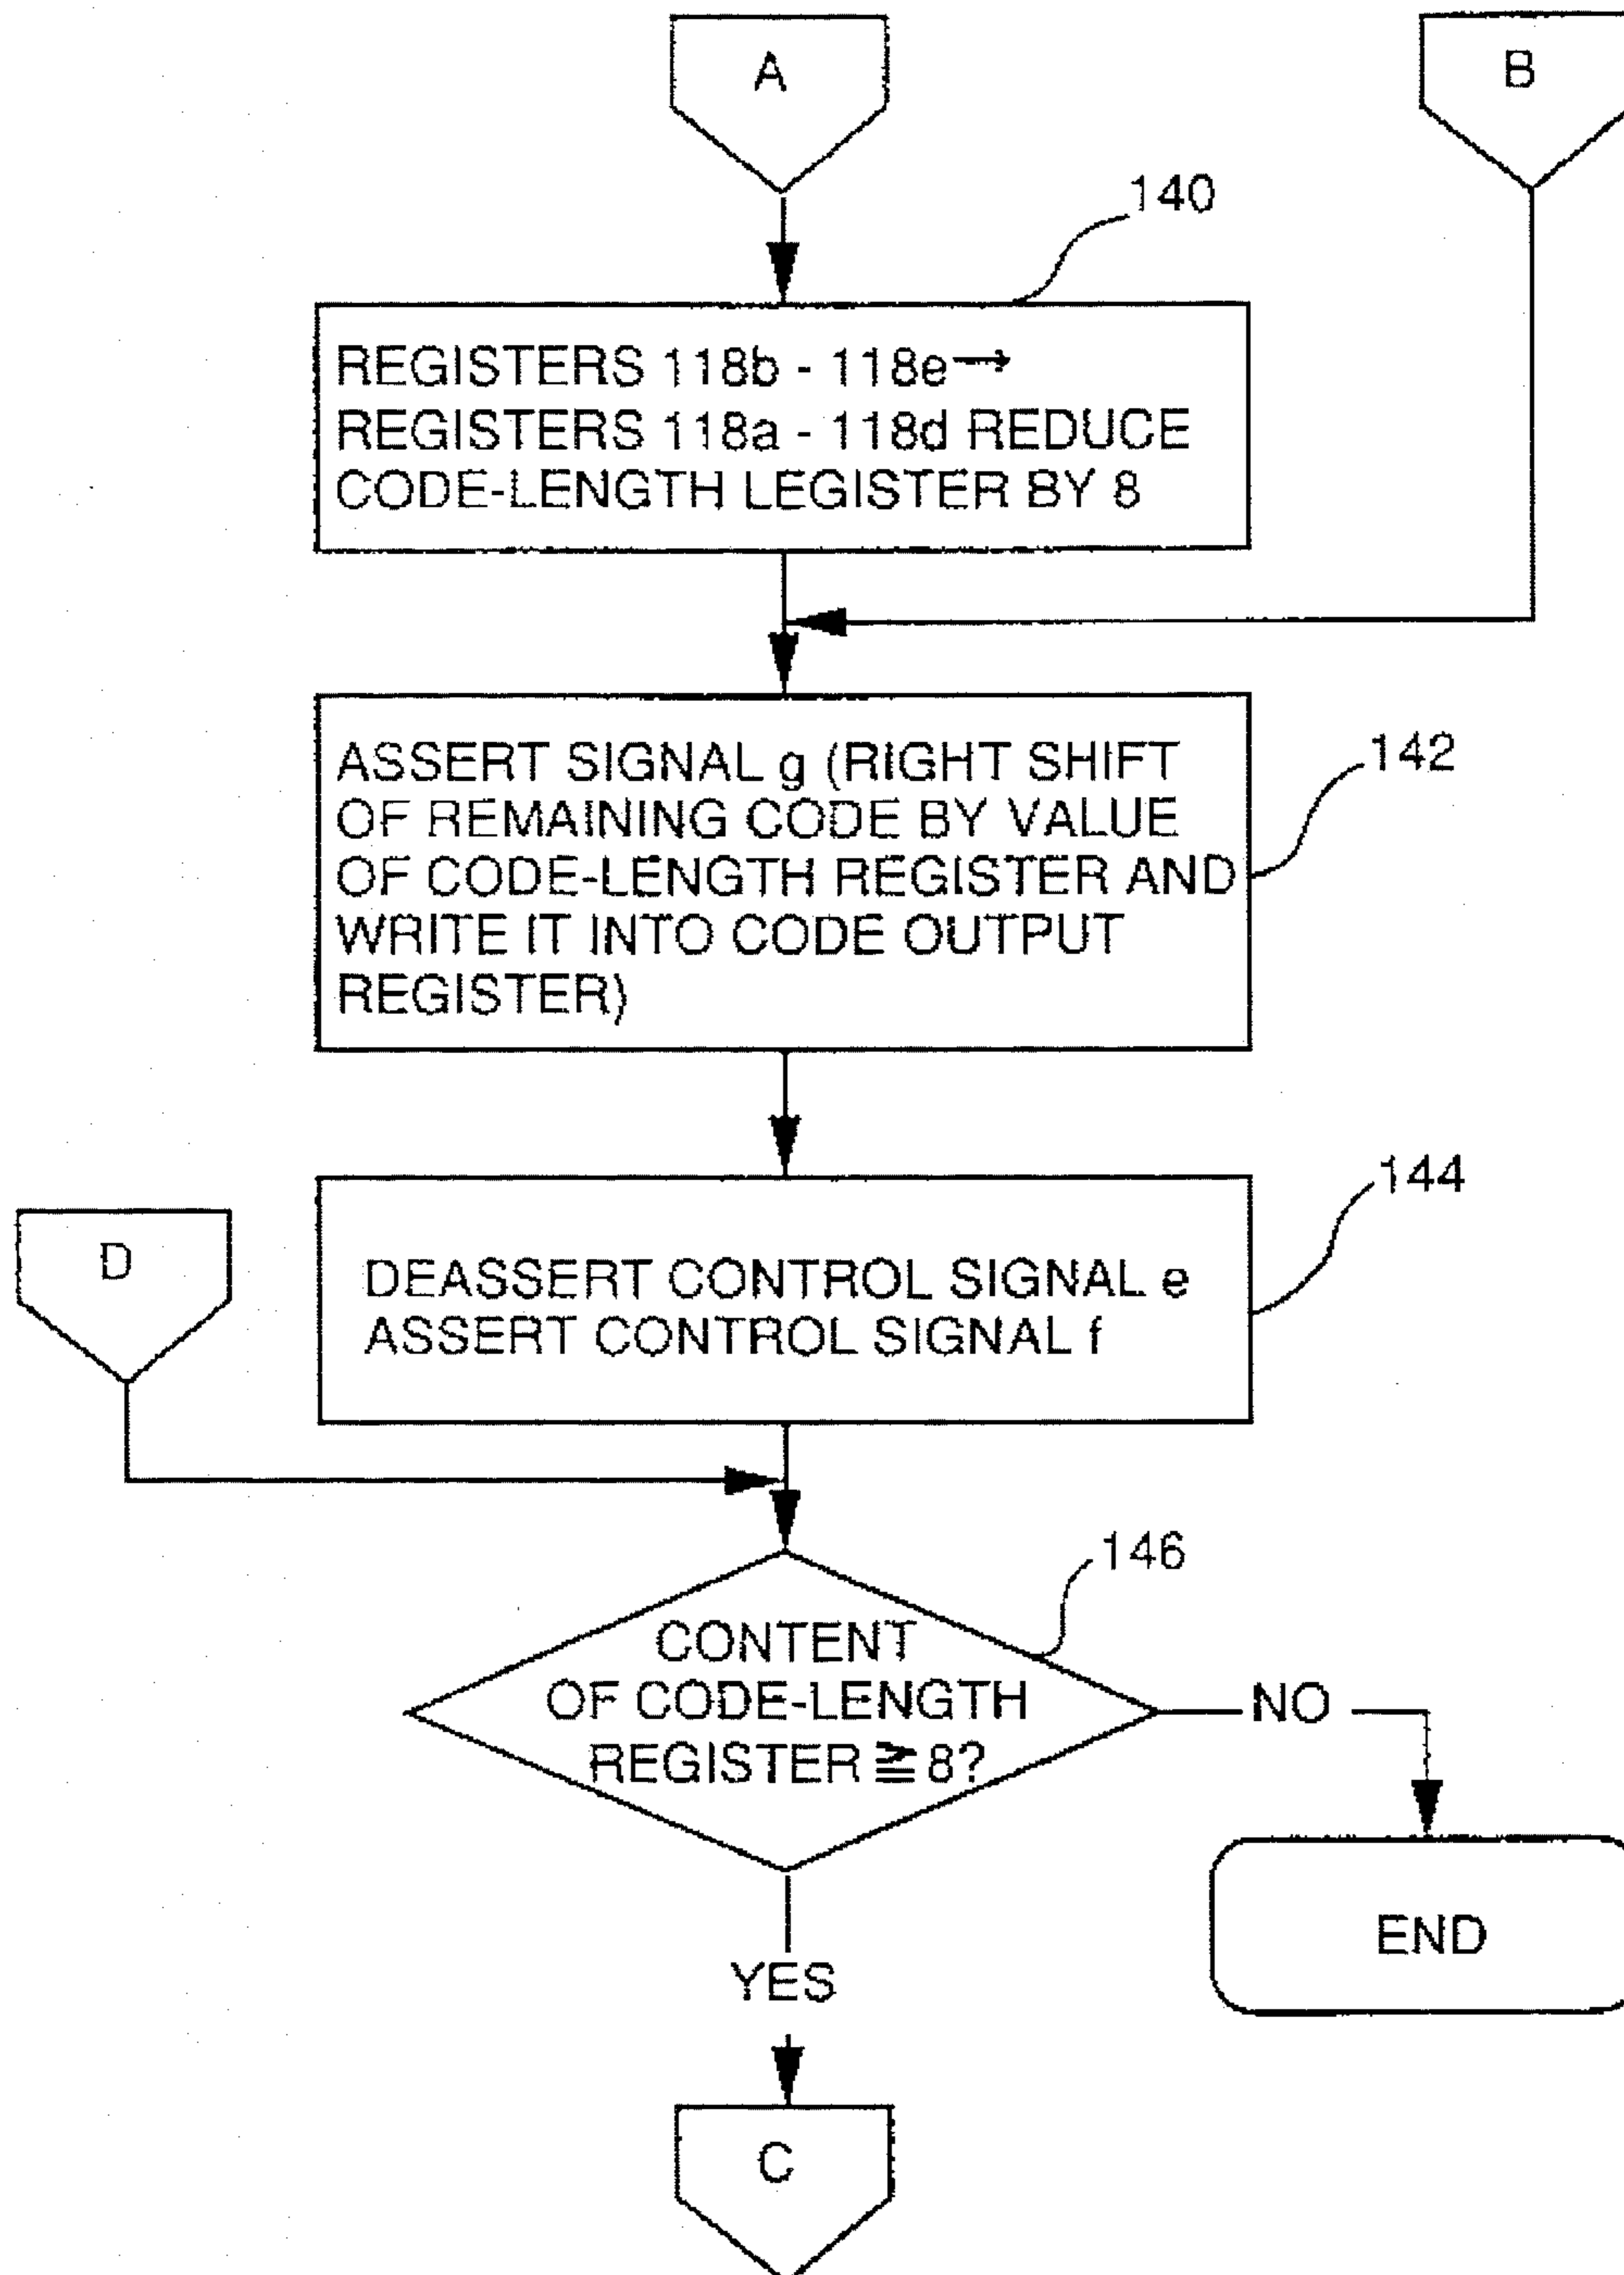 A
B
140
REGISTERS 118b - 118e→
REGISTERS 118a - 118d REDUCE
CODE-LENGTH LEGISTER BY 8
ASSERT SIGNAL g (RIGHT SHIFT
OF REMAINING CODE BY VALUE
OF CODE-LENGTH REGISTER AND
WRITE IT INTO CODE OUTPUT
REGISTER)
142
144
D
DEASSERT CONTROL SIGNAL e
ASSERT CONTROL SIGNAL f
146
CONTENT
OF CODE-LENGTH
REGISTER ≧ 8?
NO
END
YES
C